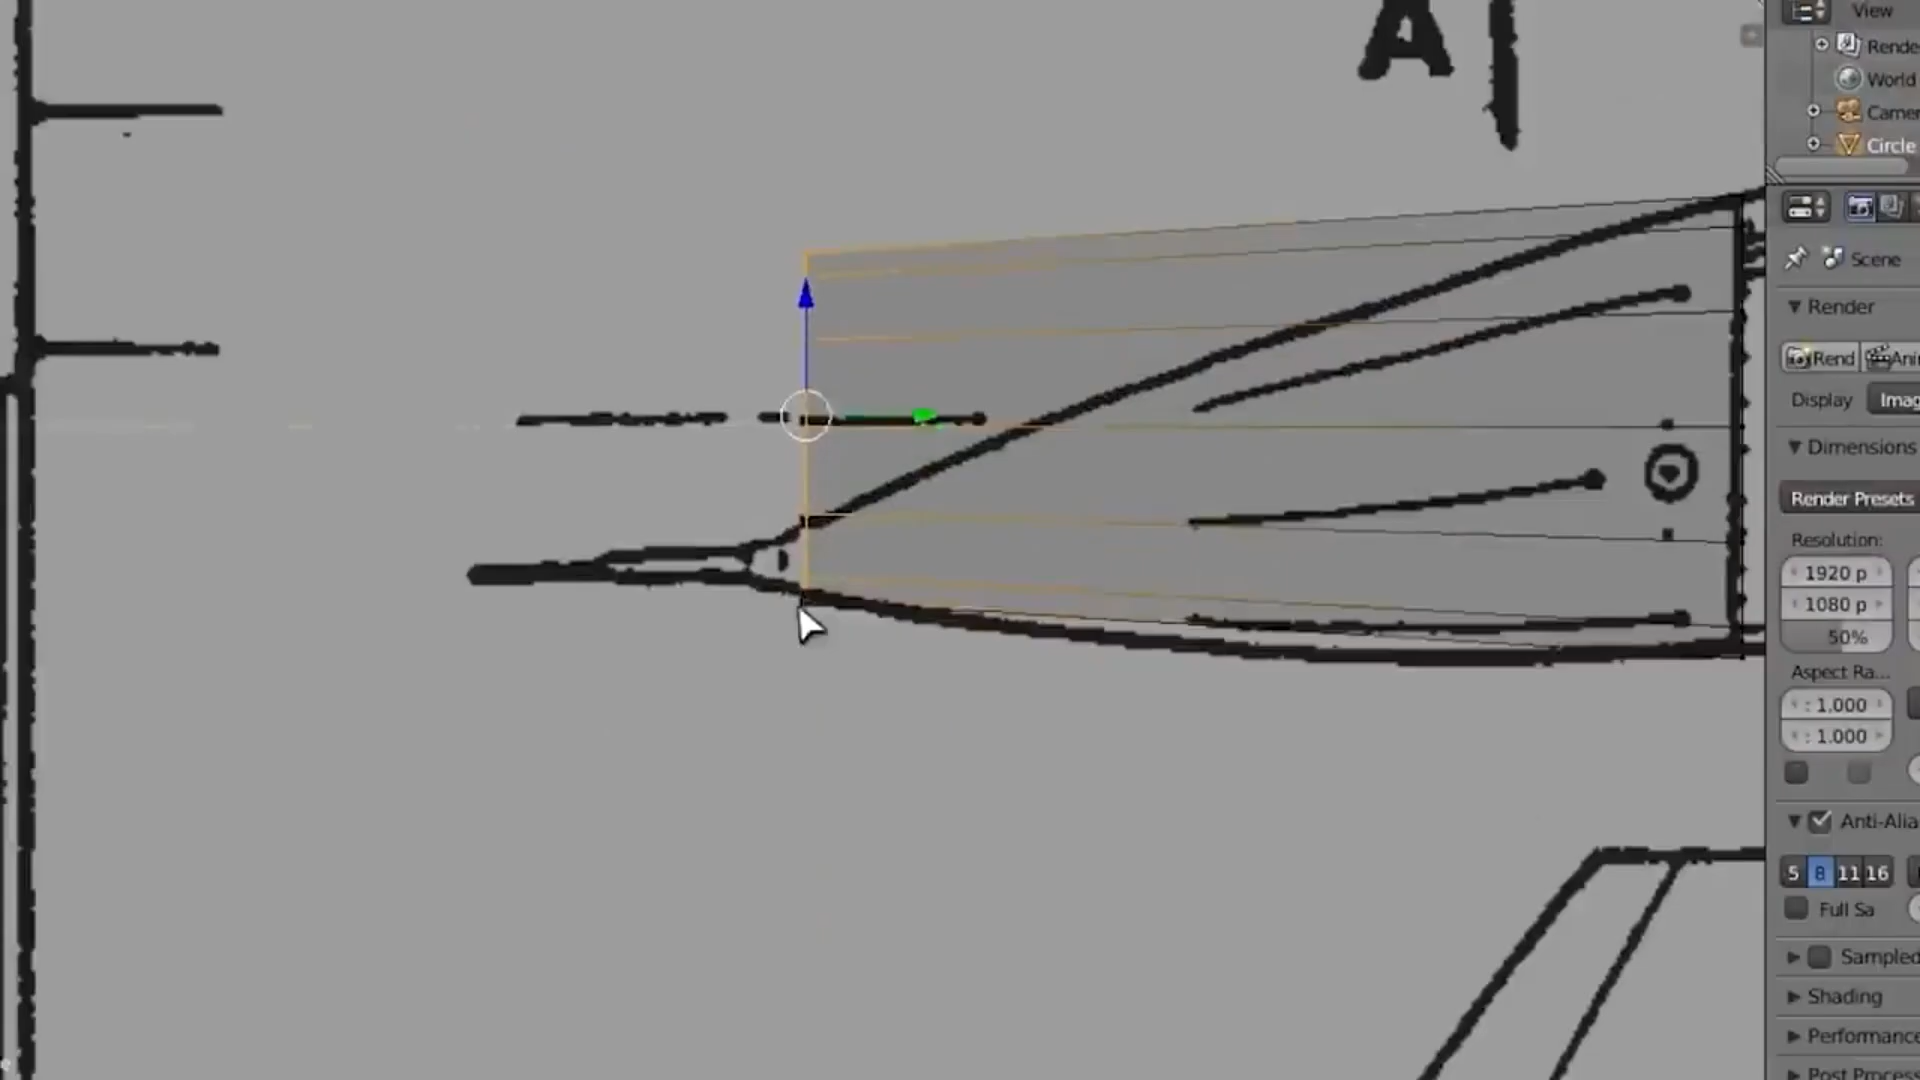 A
View
Rende
World
Camer
Circle
Scene
Render
Rend
Ani
Display
Imag
Dimensions
Render Presets
Resolution:
1920 p
1080 p
50%
Aspect Ra...
: 1.000
: 1.000
Anti-Alia
5 8 11 16
Full Sa
Sampled
Shading
Performance
Post Process
e